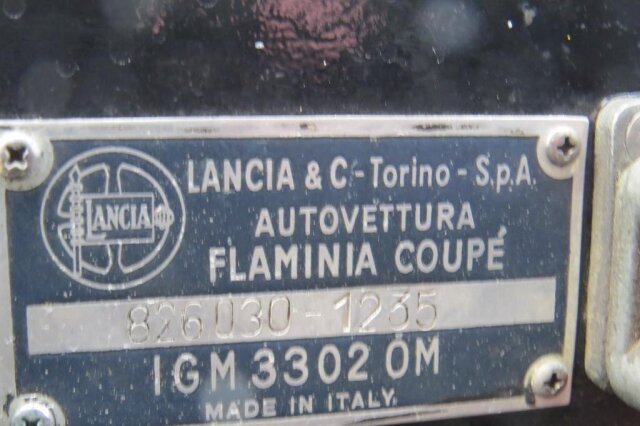 LANCIA
LANCIA & C - Torino - S.p.A.
AUTOVETTURA
FLAMINIA COUPÉ
826030-1235
IGM 3302 OM
MADE IN ITALY.